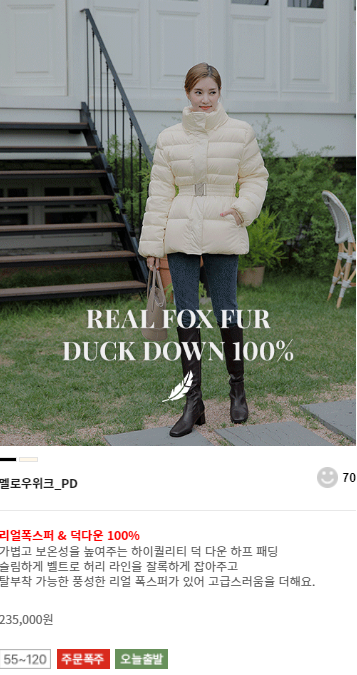 REAL FOX FUR
DUCK DOWN 100%
멜로우위크_PD
70
리얼폭스퍼 & 덕다운 100%
가볍고 보온성을 높여주는 하이퀄리티 덕 다운 하프 패딩
슬림하게 벨트로 허리 라인을 잘록하게 잡아주고
탈부착 가능한 풍성한 리얼 폭스퍼가 있어 고급스러움을 더해요.
235,000원
55~120 주문폭주 오늘출발